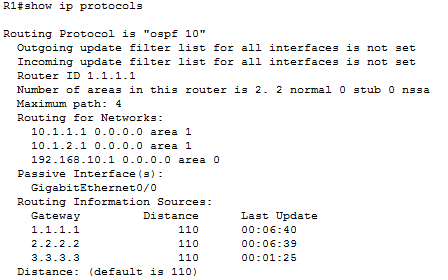 R1#show ip protocols
Routing Protocol is "ospf 10"
Outgoing update filter list for all interfaces is not set
Incoming update filter list for all interfaces is not set
Router ID 1.1.1.1
Number of areas in this router is 2. 2 normal 0 stub 0 nssa
Maximum path: 4
Routing for Networks:
10.1.1.1 0.0.0.0 area 1
10.1.2.1 0.0.0.0 area 1
192.168.10.1 0.0.0.0 area 0
Passive Interface(s):
GigabitEthernet0/0
Routing Information Sources:
Gateway Distance Last Update
1.1.1.1 110 00:06:40
2.2.2.2 110 00:06:39
3.3.3.3 110 00:01:25
Distance: (default is 110)